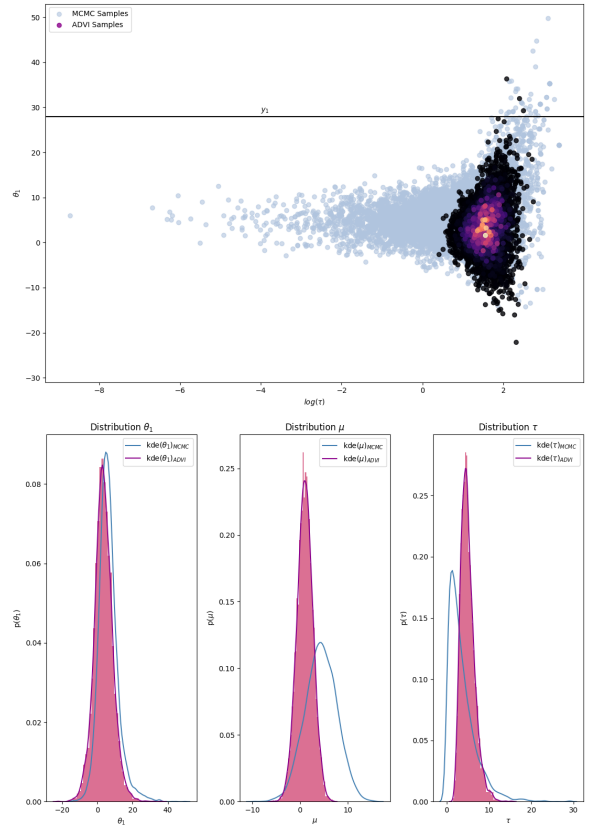 MCMC Samples
ADVI Samples
y₁
50
40
30
20
10
0
−10
−20
−30
θ₁
−8
−6
−4
−2
0
2
log(τ)
Distribution θ₁
kde(θ₁)MCMC
kde(θ₁)ADVI
0.08
0.06
0.04
0.02
0.00
p(θ₁)
−20
0
20
40
θ₁
Distribution μ
kde(μ)MCMC
kde(μ)ADVI
0.25
0.20
0.15
0.10
0.05
0.00
p(μ)
−10
0
10
μ
Distribution τ
kde(τ)MCMC
kde(τ)ADVI
0.25
0.20
0.15
0.10
0.05
0.00
p(τ)
0
10
20
30
τ